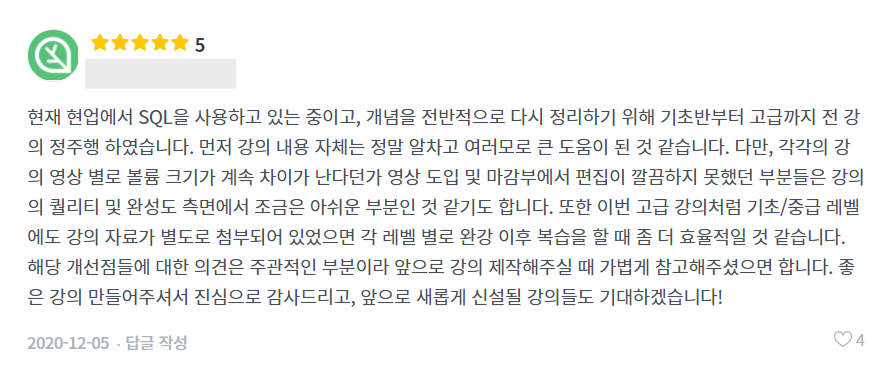 5
현재 현업에서 SQL을 사용하고 있는 중이고, 개념을 전반적으로 다시 정리하기 위해 기초반부터 고급까지 전 강
의 정주행 하였습니다. 먼저 강의 내용 자체는 정말 알차고 여러모로 큰 도움이 된 것 같습니다. 다만, 각각의 강
의 영상 별로 볼륨 크기가 계속 차이가 난다던가 영상 도입 및 마감부에서 편집이 깔끔하지 못했던 부분들은 강의
의 퀄리티 및 완성도 측면에서 조금은 아쉬운 부분인 것 같기도 합니다. 또한 이번 고급 강의처럼 기초/중급 레벨
에도 강의 자료가 별도로 첨부되어 있었으면 각 레벨 별로 완강 이후 복습을 할 때 좀 더 효율적일 것 같습니다.
해당 개선점들에 대한 의견은 주관적인 부분이라 앞으로 강의 제작해주실 때 가볍게 참고해주셨으면 합니다. 좋
은 강의 만들어주셔서 진심으로 감사드리고, 앞으로 새롭게 신설될 강의들도 기대하겠습니다!
2020-12-05 · 답글 작성
4